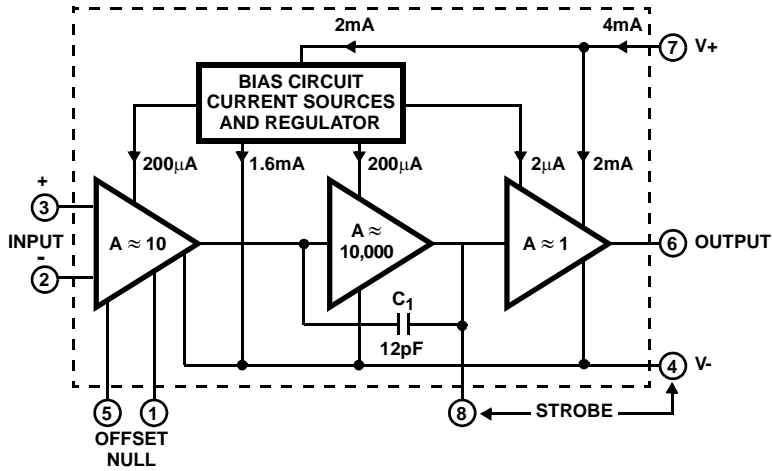 2mA
4mA
7 V+
BIAS CIRCUIT
CURRENT SOURCES
AND REGULATOR
200µA
1.6mA
200µA
2µA
2mA
+
3
INPUT
-
2
A ≈ 10
A ≈
10,000
A ≈ 1
6 OUTPUT
C1
12pF
4 V-
5
1
8
STROBE
OFFSET
NULL